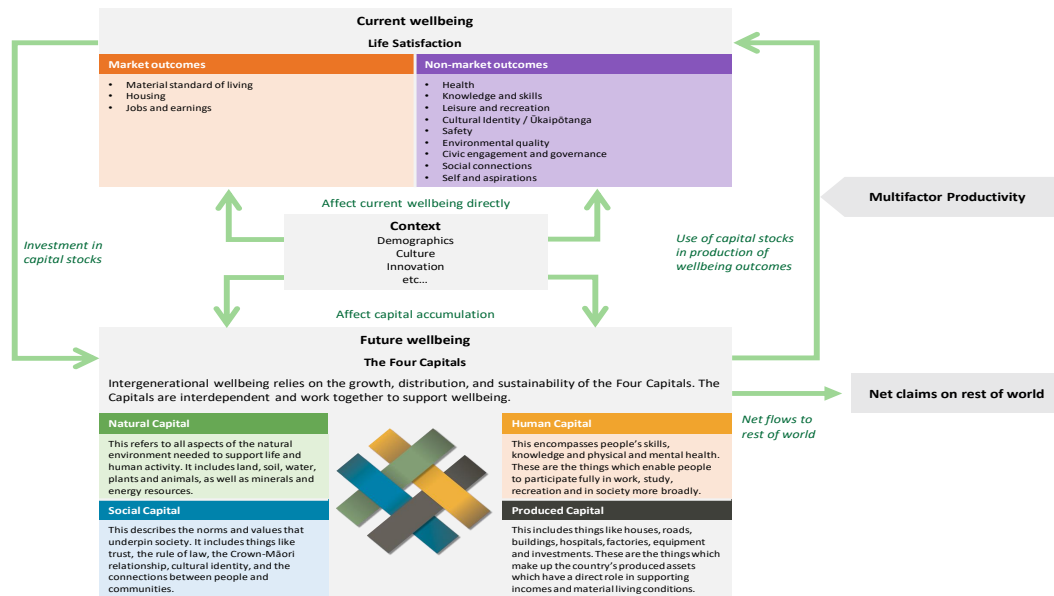 Current wellbeing
Life Satisfaction
Market outcomes
• Material standard of living
• Housing
• Jobs and earnings
Non-market outcomes
• Health
• Knowledge and skills
• Leisure and recreation
• Cultural Identity / Ūkaipōtanga
• Safety
• Environmental quality
• Civic engagement and governance
• Social connections
• Self and aspirations
Multifactor Productivity
Affect current wellbeing directly
Context
Demographics
Culture
Innovation
etc...
Investment in
capital stocks
Use of capital stocks
in production of
wellbeing outcomes
Affect capital accumulation
Future wellbeing
The Four Capitals
Intergenerational wellbeing relies on the growth, distribution, and sustainability of the Four Capitals. The
Capitals are interdependent and work together to support wellbeing.
Net claims on rest of world
Net flows to
rest of world
Natural Capital
This refers to all aspects of the natural
environment needed to support life and
human activity. It includes land, soil, water,
plants and animals, as well as minerals and
energy resources.
Human Capital
This encompasses people's skills,
knowledge and physical and mental health.
These are the things which enable people
to participate fully in work, study,
recreation and in society more broadly.
Social Capital
This describes the norms and values that
underpin society. It includes things like
trust, the rule of law, the Crown-Māori
relationship, cultural identity, and the
connections between people and
communities.
Produced Capital
This includes things like houses, roads,
buildings, hospitals, factories, equipment
and investments. These are the things which
make up the country's produced assets
which have a direct role in supporting
incomes and material living conditions.